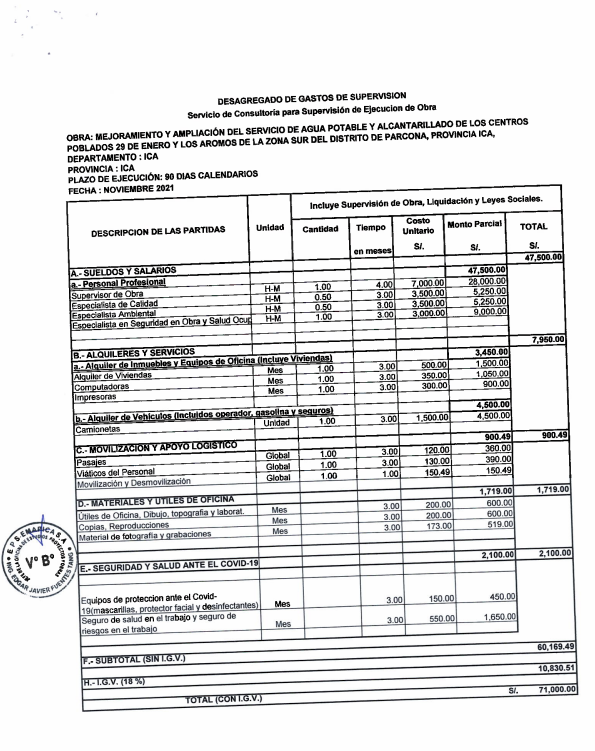 DESAGREGADO DE GASTOS DE SUPERVISION
Servicio de Consultoria para Supervisión de Ejecucion de Obra
OBRA: MEJORAMIENTO Y AMPLIACIÓN DEL SERVICIO DE AGUA POTABLE Y ALCANTARILLADO DE LOS CENTROS
POBLADOS 29 DE ENERO Y LOS AROMOS DE LA ZONA SUR DEL DISTRITO DE PARCONA, PROVINCIA ICA,
DEPARTAMENTO : ICA
PROVINCIA : ICA
PLAZO DE EJECUCIÓN: 90 DIAS CALENDARIOS
FECHA : NOVIEMBRE 2021
Incluye Supervisión de Obra, Liquidación y Leyes Sociales.
DESCRIPCION DE LAS PARTIDAS Unidad Cantidad Tiempo en meses Costo Unitario S/. Monto Parcial S/. TOTAL S/.
A.- SUELDOS Y SALARIOS 47,500.00
a.- Personal Profesional 47,500.00
Supervisor de Obra H-M 1.00 4.00 7,000.00 28,000.00
Especialista de Calidad H-M 0.50 3.00 3,500.00 5,250.00
Especialista Ambiental H-M 0.50 3.00 3,500.00 5,250.00
Especialista en Seguridad en Obra y Salud Ocup H-M 1.00 3.00 3,000.00 9,000.00
B.- ALQUILERES Y SERVICIOS 7,950.00
a.- Alquiler de Inmuebles y Equipos de Oficina (Incluye Viviendas) 3,450.00
Alquiler de Viviendas Mes 1.00 3.00 500.00 1,500.00
Computadoras Mes 1.00 3.00 350.00 1,050.00
Impresoras Mes 1.00 3.00 300.00 900.00
b.- Alquiler de Vehiculos (Incluidos operador, gasolina y seguros) 4,500.00
Camionetas Unidad 1.00 3.00 1,500.00 4,500.00
C.- MOVILIZACION Y APOYO LOGISTICO 900.49 900.49
Pasajes Global 1.00 3.00 120.00 360.00
Viáticos del Personal Global 1.00 3.00 130.00 390.00
Movilización y Desmovilización Global 1.00 1.00 150.49 150.49
D.- MATERIALES Y UTILES DE OFICINA 1,719.00 1,719.00
Útiles de Oficina, Dibujo, topografia y laborat. Mes 3.00 200.00 600.00
Copias, Reproducciones Mes 3.00 200.00 600.00
Material de fotografia y grabaciones Mes 3.00 173.00 519.00
E.- SEGURIDAD Y SALUD ANTE EL COVID-19 2,100.00 2,100.00
Equipos de proteccion ante el Covid-
19(mascarillas, protector facial y desinfectantes) Mes 3.00 150.00 450.00
Seguro de salud en el trabajo y seguro de
riesgos en el trabajo Mes 3.00 550.00 1,650.00
F.- SUBTOTAL (SIN I.G.V.) 60,169.49
H.- I.G.V. (18 %) 10,830.51
TOTAL (CON I.G.V.) S/. 71,000.00
V° B°